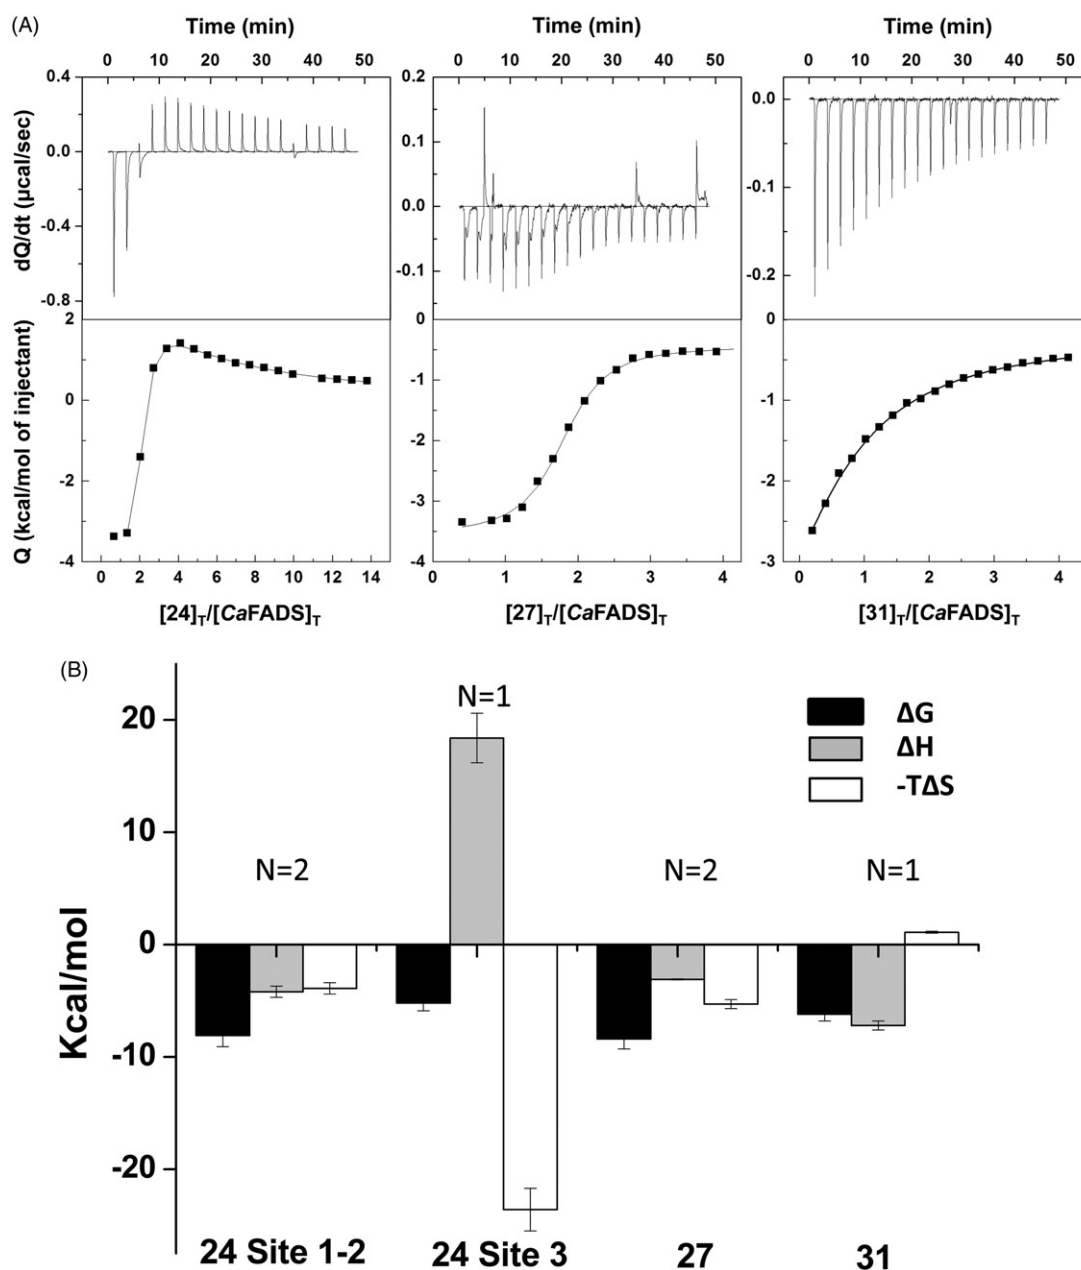 (A)
Time (min)
Time (min)
Time (min)
0 10 20 30 40 50
0 10 20 30 40 50
0 10 20 30 40 50
dQ/dt (µcal/sec)
0.4
0.0
-0.4
-0.8
0.2
0.1
0.0
-0.1
0.0
-0.1
-0.2
Q (kcal/mol of injectant)
2
0
-2
-4
0
-1
-2
-3
-4
0
-1
-2
-3
0 2 4 6 8 10 12 14
0 1 2 3 4
0 1 2 3 4
[24]T/[CaFADS]T
[27]T/[CaFADS]T
[31]T/[CaFADS]T
(B)
Kcal/mol
20
10
0
-10
-20
N=2
N=1
N=2
N=1
ΔG
ΔH
-TΔS
24 Site 1-2
24 Site 3
27
31